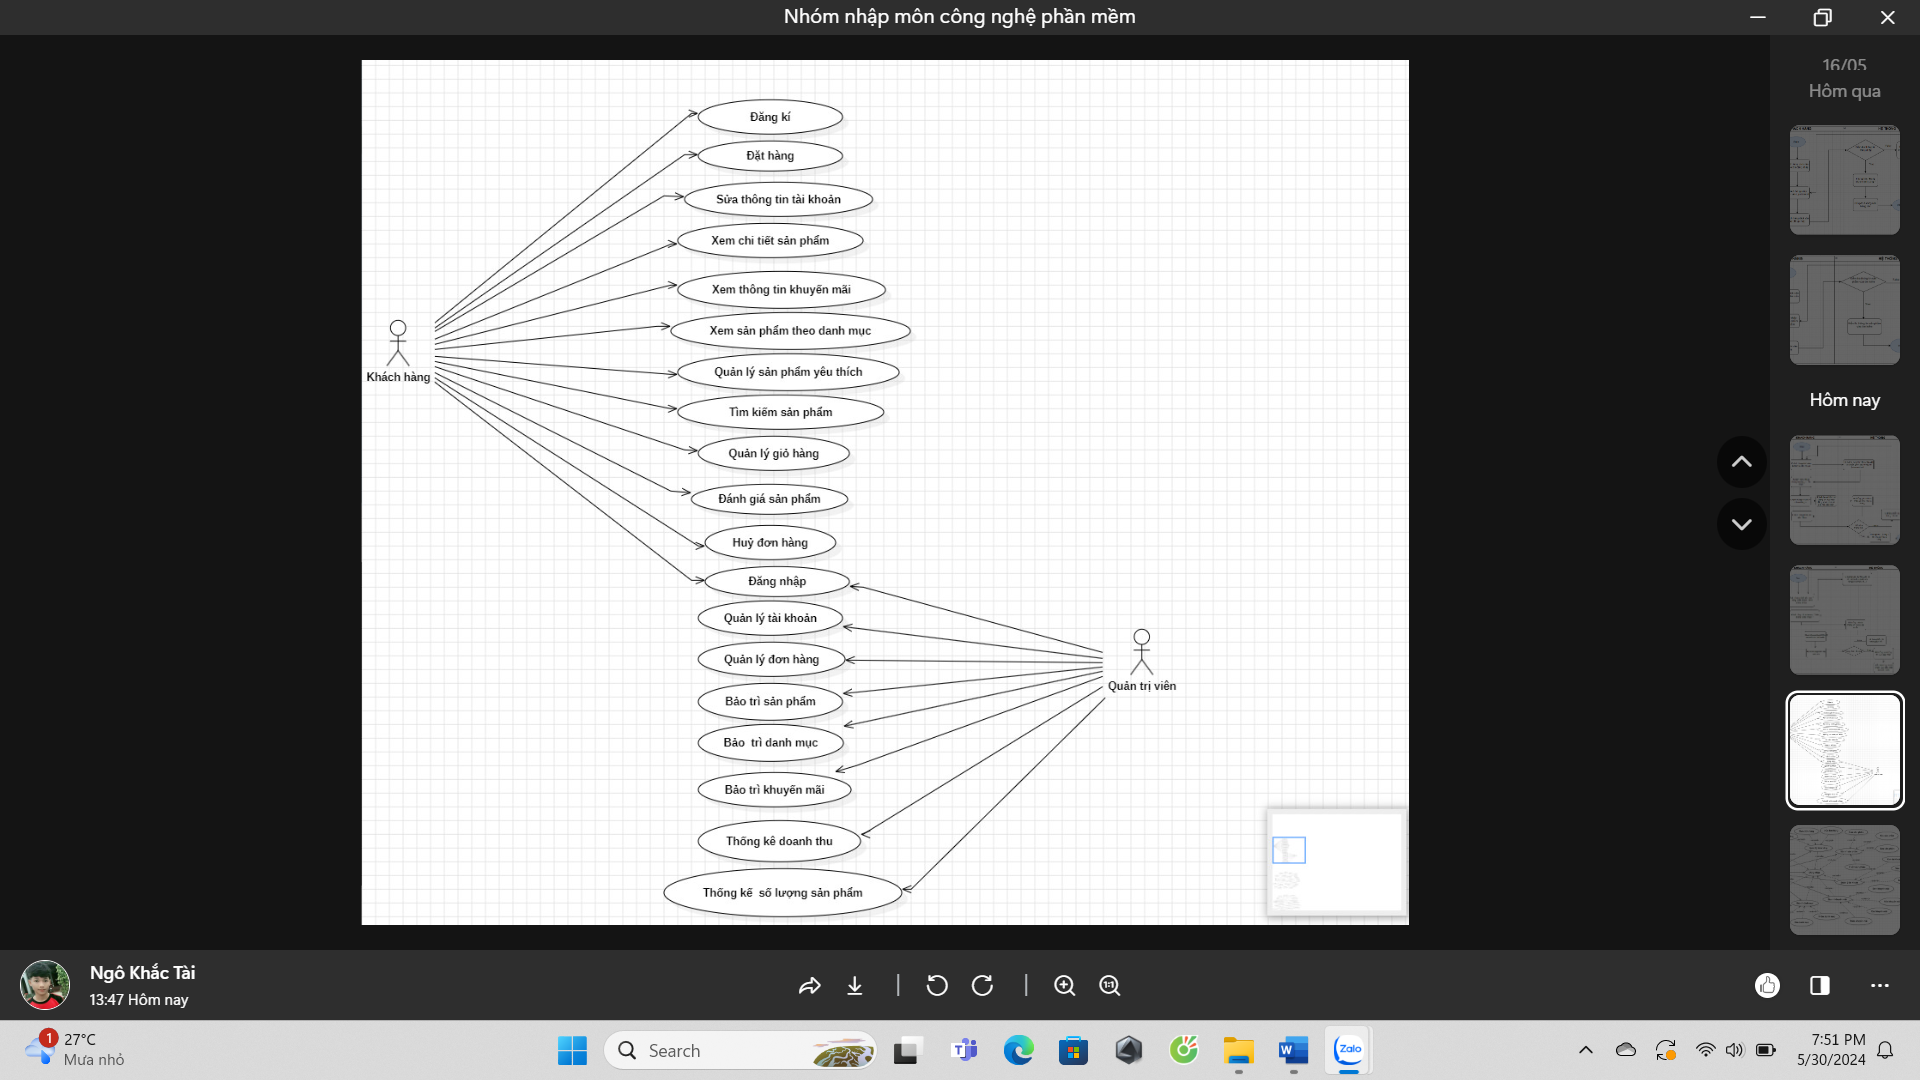 Nhóm nhập môn công nghệ phần mềm
16/05
Hôm qua
Đăng kí
Đặt hàng
Sửa thông tin tài khoản
Xem chi tiết sản phẩm
Xem thông tin khuyến mãi
Xem sản phẩm theo danh mục
Khách hàng
Quản lý sản phẩm yêu thích
Tìm kiếm sản phẩm
Hôm nay
Quản lý giỏ hàng
Đánh giá sản phẩm
Huỷ đơn hàng
Đăng nhập
Quản lý tài khoản
Quản lý đơn hàng
Quản trị viên
Bảo trì sản phẩm
Bảo  trì danh mục
Bảo trì khuyến mãi
Thống kê doanh thu
Thống kế  số lượng sản phẩm
Ngô Khắc Tài
13:47 Hôm nay
1:1
1
27°C
Mưa nhỏ
Search
Zalo
7:51 PM
5/30/2024